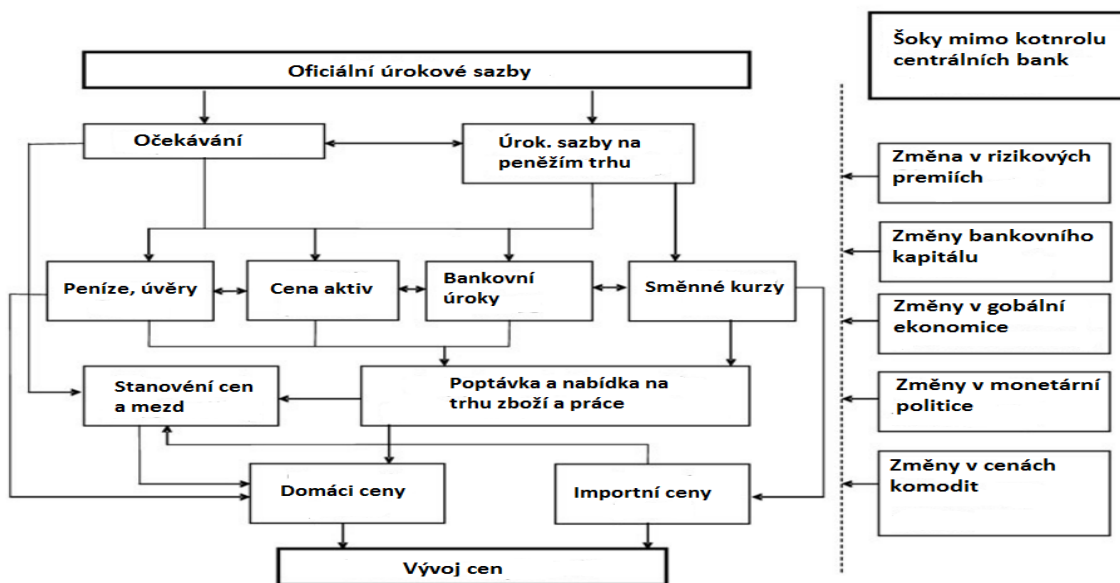 Oficiální úrokové sazby
Šoky mimo kotnrolu
centrálních bank
Očekávání
Úrok. sazby na
peněžím trhu
Změna v rizikových
premiích
Peníze, úvěry
Cena aktiv
Bankovní
úroky
Směnné kurzy
Změny bankovního
kapitálu
Změny v gobální
ekonomice
Stanovéní cen
a mezd
Poptávka a nabídka na
trhu zboží a práce
Změny v monetární
politice
Domáci ceny
Importní ceny
Změny v cenách
komodit
Vývoj cen